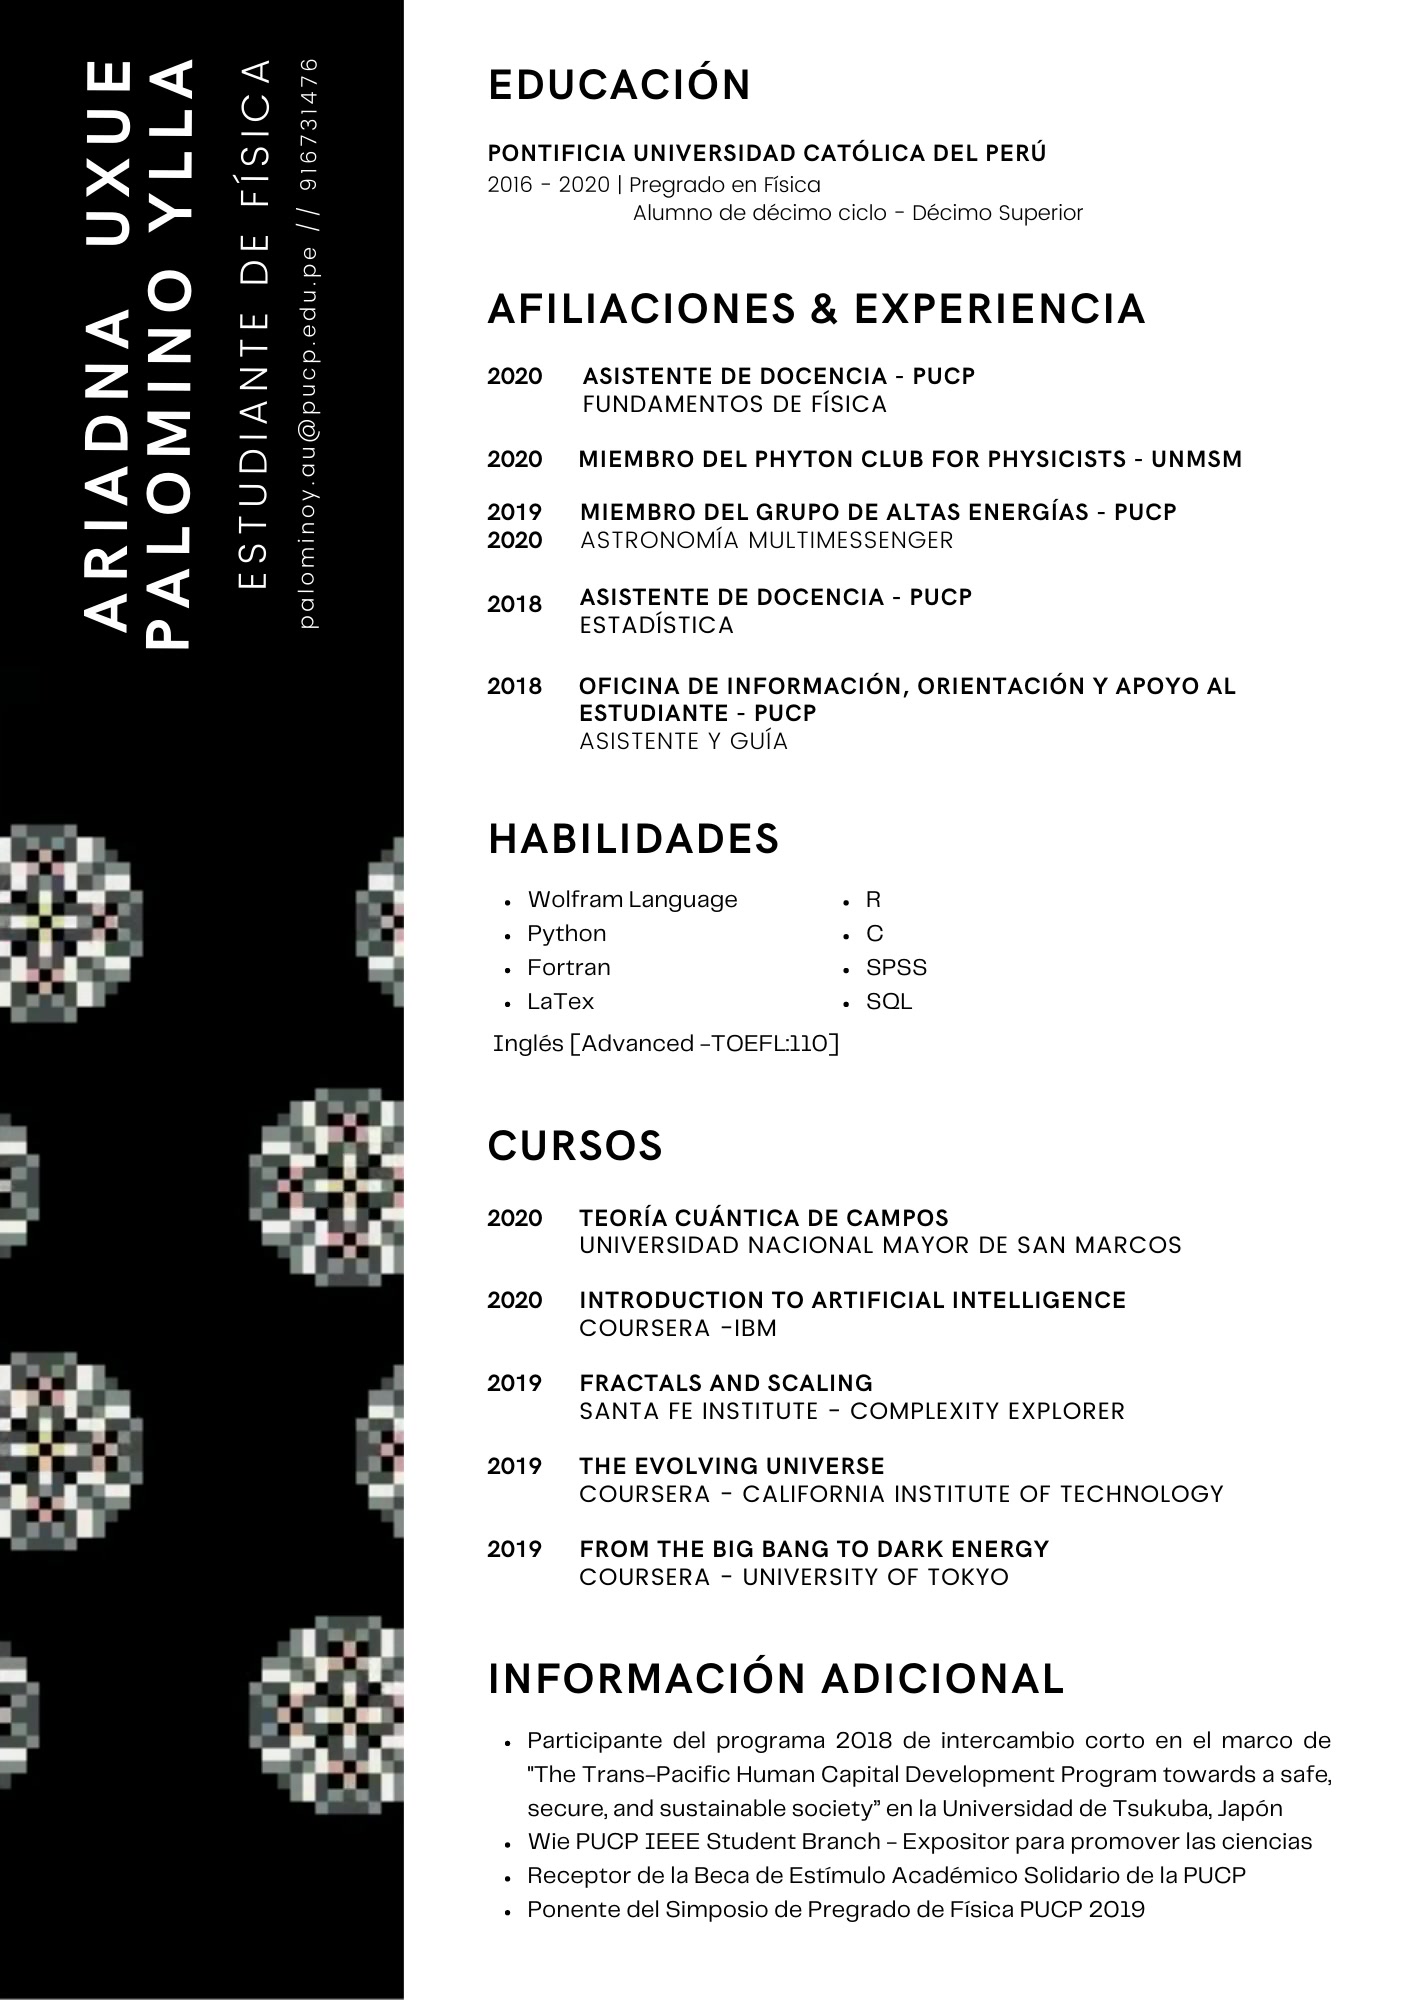 ARIADNA UXUE
PALOMINO YLLA
ESTUDIANTE DE FÍSICA
palominoy.au@pucp.edu.pe // 916731476
EDUCACIÓN
PONTIFICIA UNIVERSIDAD CATÓLICA DEL PERÚ
2016 - 2020 | Pregrado en Física
Alumno de décimo ciclo - Décimo Superior
AFILIACIONES & EXPERIENCIA
2020 ASISTENTE DE DOCENCIA - PUCP
FUNDAMENTOS DE FÍSICA
2020 MIEMBRO DEL PHYTON CLUB FOR PHYSICISTS - UNMSM
2019 MIEMBRO DEL GRUPO DE ALTAS ENERGÍAS - PUCP
2020 ASTRONOMÍA MULTIMESSENGER
2018 ASISTENTE DE DOCENCIA - PUCP
ESTADÍSTICA
2018 OFICINA DE INFORMACIÓN, ORIENTACIÓN Y APOYO AL
ESTUDIANTE - PUCP
ASISTENTE Y GUÍA
HABILIDADES
• Wolfram Language
• Python
• Fortran
• LaTex
• R
• C
• SPSS
• SQL
Inglés [Advanced -TOEFL:110]
CURSOS
2020 TEORÍA CUÁNTICA DE CAMPOS
UNIVERSIDAD NACIONAL MAYOR DE SAN MARCOS
2020 INTRODUCTION TO ARTIFICIAL INTELLIGENCE
COURSERA -IBM
2019 FRACTALS AND SCALING
SANTA FE INSTITUTE - COMPLEXITY EXPLORER
2019 THE EVOLVING UNIVERSE
COURSERA - CALIFORNIA INSTITUTE OF TECHNOLOGY
2019 FROM THE BIG BANG TO DARK ENERGY
COURSERA - UNIVERSITY OF TOKYO
INFORMACIÓN ADICIONAL
• Participante del programa 2018 de intercambio corto en el marco de
"The Trans-Pacific Human Capital Development Program towards a safe,
secure, and sustainable society” en la Universidad de Tsukuba, Japón
• Wie PUCP IEEE Student Branch - Expositor para promover las ciencias
• Receptor de la Beca de Estímulo Académico Solidario de la PUCP
• Ponente del Simposio de Pregrado de Física PUCP 2019